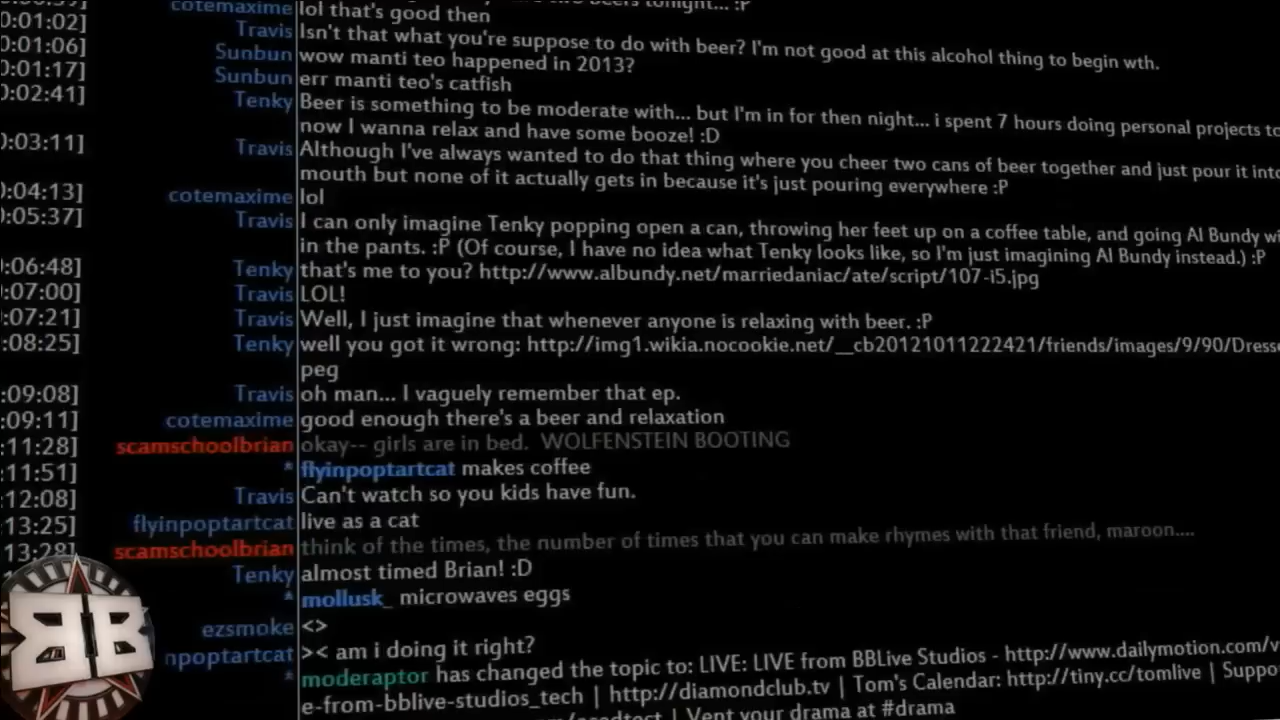 cotemaxime lol that's good then
0:01:02] Travis Isn't that what you're suppose to do with beer? I'm not good at this alcohol thing to begin wth.
0:01:06] Sunbun wow manti teo happened in 2013?
0:01:17] Sunbun err manti teo's catfish
0:02:41] Tenky Beer is something to be moderate with... but I'm in for then night... i spent 7 hours doing personal projects to
now I wanna relax and have some booze! :D
0:03:11] Travis Although I've always wanted to do that thing where you cheer two cans of beer together and just pour it into
mouth but none of it actually gets in because it's just pouring everywhere :P
0:04:13] cotemaxime lol
0:05:37] Travis I can only imagine Tenky popping open a can, throwing her feet up on a coffee table, and going Al Bundy wi
in the pants. :P (Of course, I have no idea what Tenky looks like, so I'm just imagining Al Bundy instead.) :P
:06:48] Tenky that's me to you? http://www.albundy.net/marriedaniac/ate/script/107-i5.jpg
:07:00] Travis LOL!
:07:21] Travis Well, I just imagine that whenever anyone is relaxing with beer. :P
:08:25] Tenky well you got it wrong: http://img1.wikia.nocookie.net/__cb20121011222421/friends/images/9/90/Dresse
peg
:09:08] Travis oh man... I vaguely remember that ep.
:09:11] cotemaxime good enough there's a beer and relaxation
:11:28] scamschoolbrian okay-- girls are in bed. WOLFENSTEIN BOOTING
:11:51] * flyinpoptartcat makes coffee
:12:08] Travis Can't watch so you kids have fun.
:13:25] flyinpoptartcat live as a cat
13:28] scamschoolbrian think of the times, the number of times that you can make rhymes with that friend, maroon....
Tenky almost timed Brian! :D
* mollusk_ microwaves eggs
ezsmoke <>
npoptartcat >< am i doing it right?
* moderaptor has changed the topic to: LIVE: LIVE from BBLive Studios - http://www.dailymotion.com/v
e-from-bblive-studios_tech | http://diamondclub.tv | Tom's Calendar: http://tiny.cc/tomlive | Suppo
| Vent your drama at #drama
BB